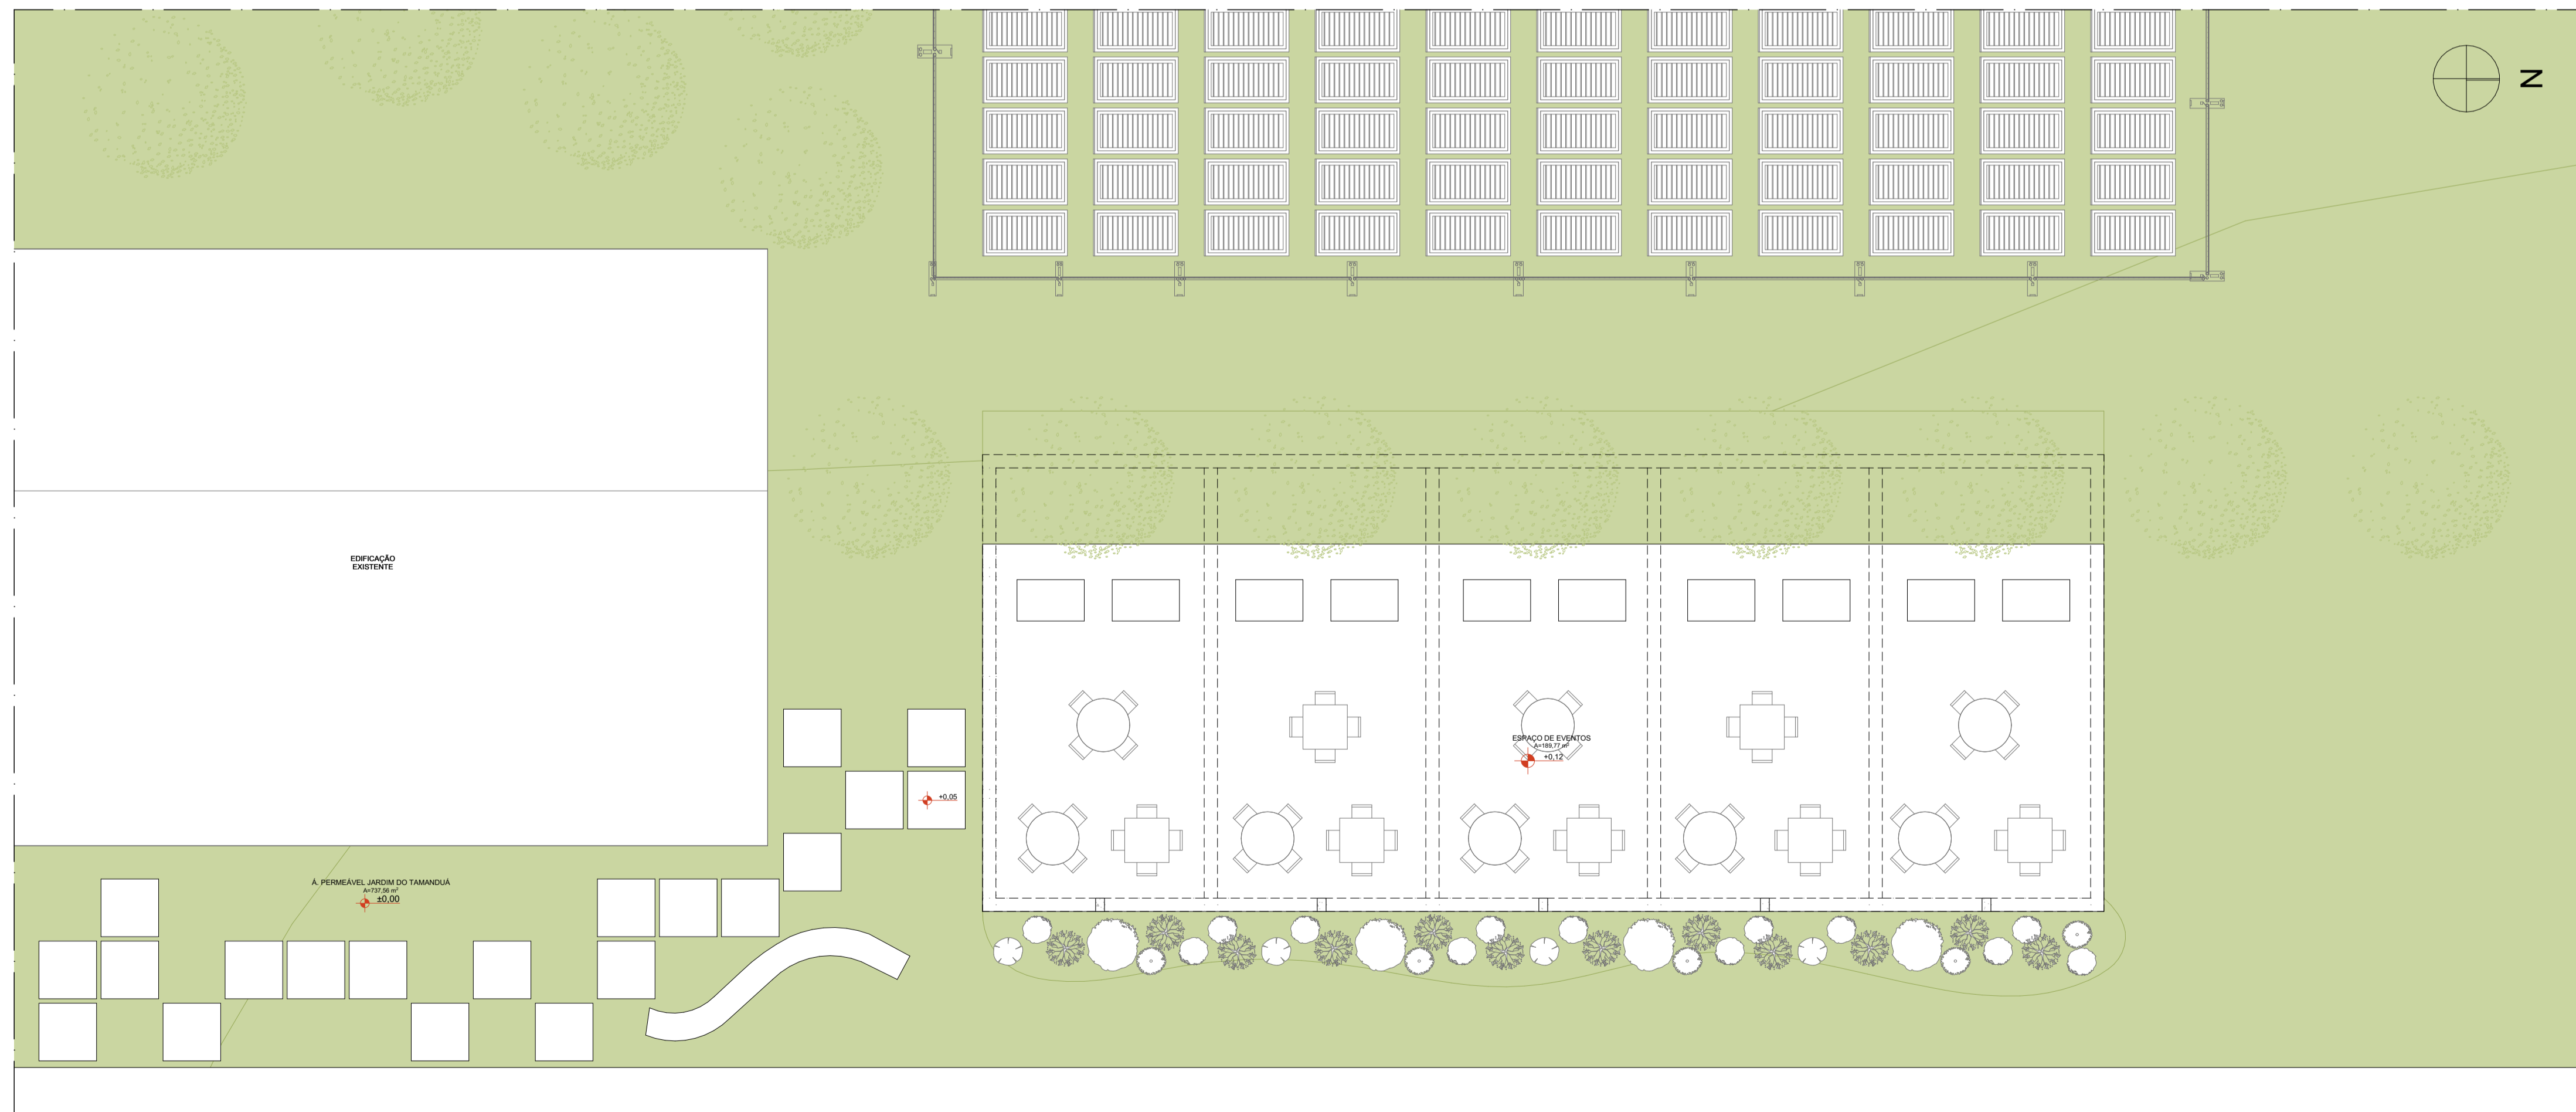 N
EDIFICAÇÃO
EXISTENTE
ESPAÇO DE EVENTOS
A=189,77 m²
+0,12
+0,05
Á. PERMEÁVEL JARDIM DO TAMANDUÁ
A=737,56 m²
±0,00